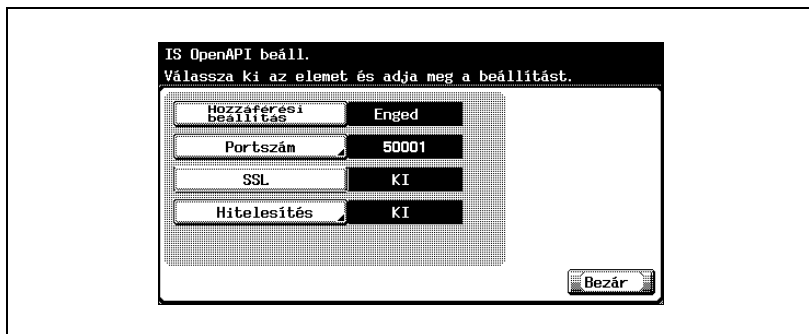 IS OpenAPI beáll.
Válassza ki az elemet és adja meg a beállítást.
Hozzáférési
beállítás
Enged
Portszám
50001
SSL
KI
Hitelesítés
KI
Bezár